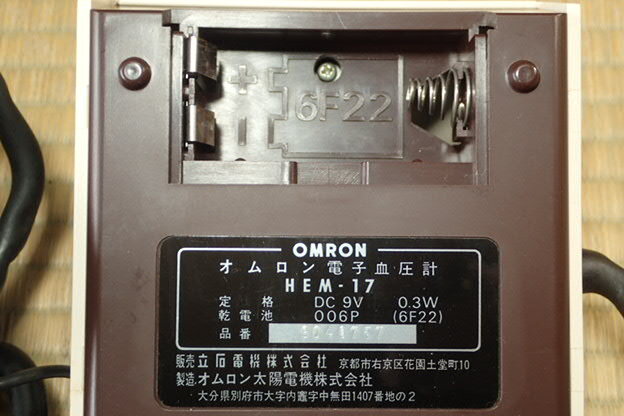 +
6F22
-
OMRON
オムロン電子血圧計
HEM-17
定格 DC 9V 0.3W
乾電池 006P (6F22)
品番
販売 立石電機株式会社 京都市右京区花園土堂町10
製造 オムロン太陽電機株式会社
大分県別府市大字内竈字中無田1407番地の2